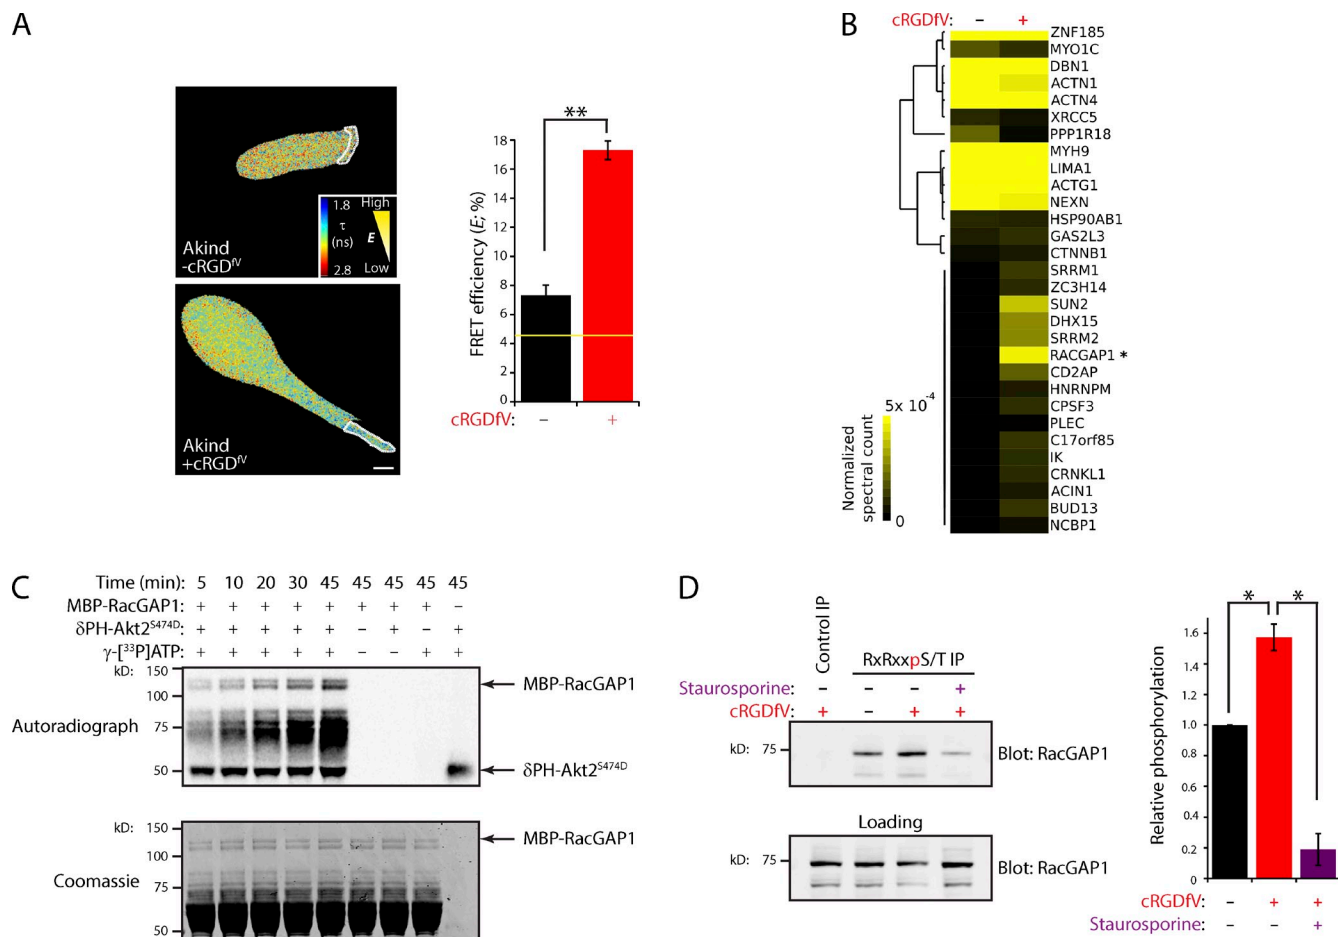 A
Akind
-cRGDfV
1.8
τ
(ns)
2.8
High
E
Low
Akind
+cRGDfV
FRET efficiency (E; %)
18
16
14
12
10
8
6
4
2
0
**
cRGDfV: – +
B
cRGDfV: – +
ZNF185
MYO1C
DBN1
ACTN1
ACTN4
XRCC5
PPP1R18
MYH9
LIMA1
ACTG1
NEXN
HSP90AB1
GAS2L3
CTNNB1
SRRM1
ZC3H14
SUN2
DHX15
SRRM2
RACGAP1 *
CD2AP
HNRNPM
CPSF3
PLEC
C17orf85
IK
CRNKL1
ACIN1
BUD13
NCBP1
Normalized
spectral count
5x 10⁻⁴
0
C
Time (min): 5 10 20 30 45 45 45 45 45
MBP-RacGAP1: + + + + + + + + –
δPH-Akt2S474D: + + + + + – + – +
γ-[³³P]ATP: + + + + + – – + +
kD: 150
100
75
50
Autoradiograph
MBP-RacGAP1
δPH-Akt2S474D
kD: 150
100
75
50
Coomassie
MBP-RacGAP1
D
Control IP
RxRxxpS/T IP
Staurosporine: – – – +
cRGDfV: + – + +
kD: 75
Blot: RacGAP1
Loading
kD: 75
Blot: RacGAP1
Relative phosphorylation
1.6
1.4
1.2
1.0
0.8
0.6
0.4
0.2
0
* *
cRGDfV: – + +
Staurosporine: – – +